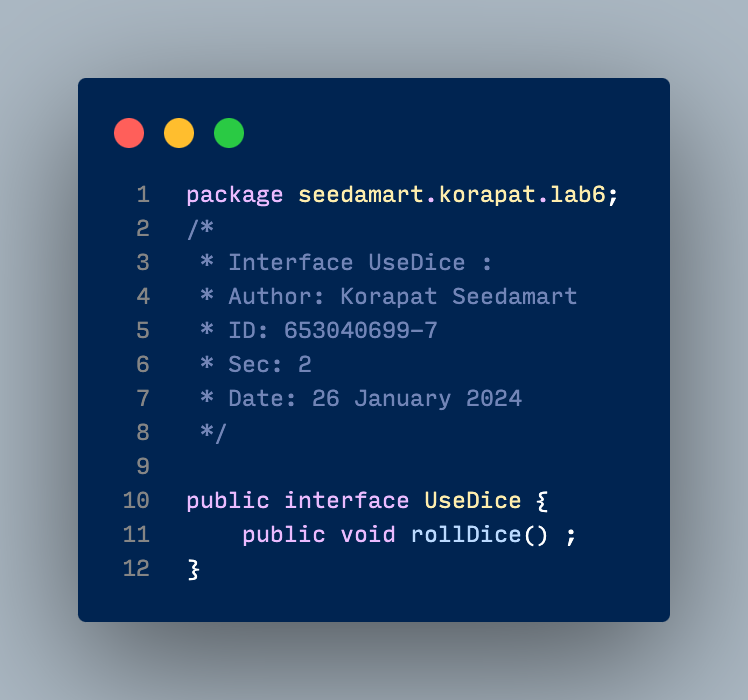 1 package seedamart.korapat.lab6;
2 /*
3  * Interface UseDice :
4  * Author: Korapat Seedamart
5  * ID: 653040699-7
6  * Sec: 2
7  * Date: 26 January 2024
8  */
9
10 public interface UseDice {
11     public void rollDice() ;
12 }